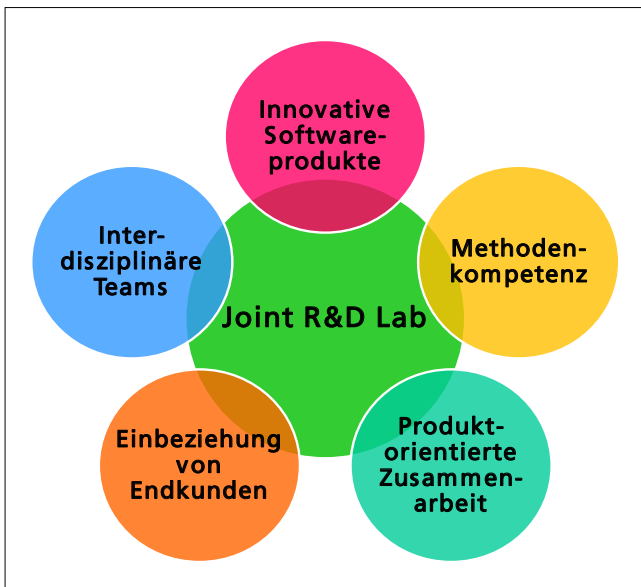 Innovative
Software-
produkte
Inter-
disziplinäre
Teams
Methoden-
kompetenz
Joint R&D Lab
Einbeziehung
von
Endkunden
Produkt-
orientierte
Zusammen-
arbeit